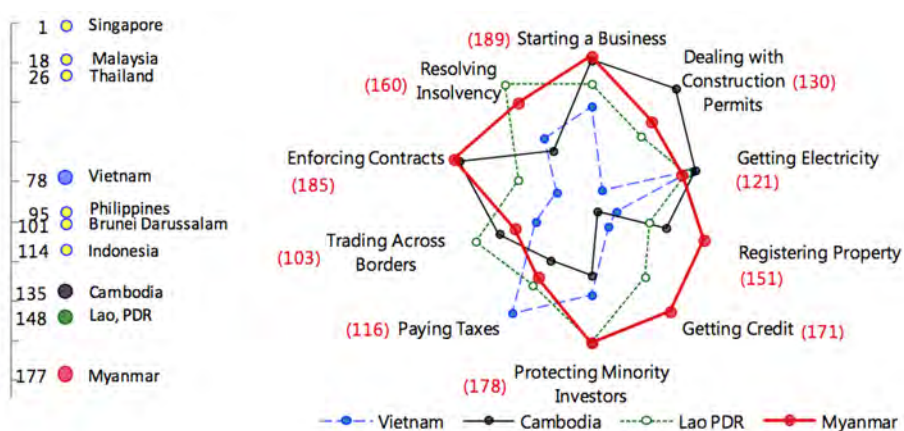 1 Singapore
18 Malaysia
26 Thailand
78 Vietnam
95 Philippines
101 Brunei Darussalam
114 Indonesia
135 Cambodia
148 Lao, PDR
177 Myanmar
(189) Starting a Business
Dealing with
Construction (130)
Permits
Getting Electricity
(121)
Registering Property
(151)
Getting Credit (171)
Protecting Minority
(178) Investors
(116) Paying Taxes
Trading Across
(103) Borders
Enforcing Contracts
(185)
Resolving
(160) Insolvency
Vietnam Cambodia Lao PDR Myanmar